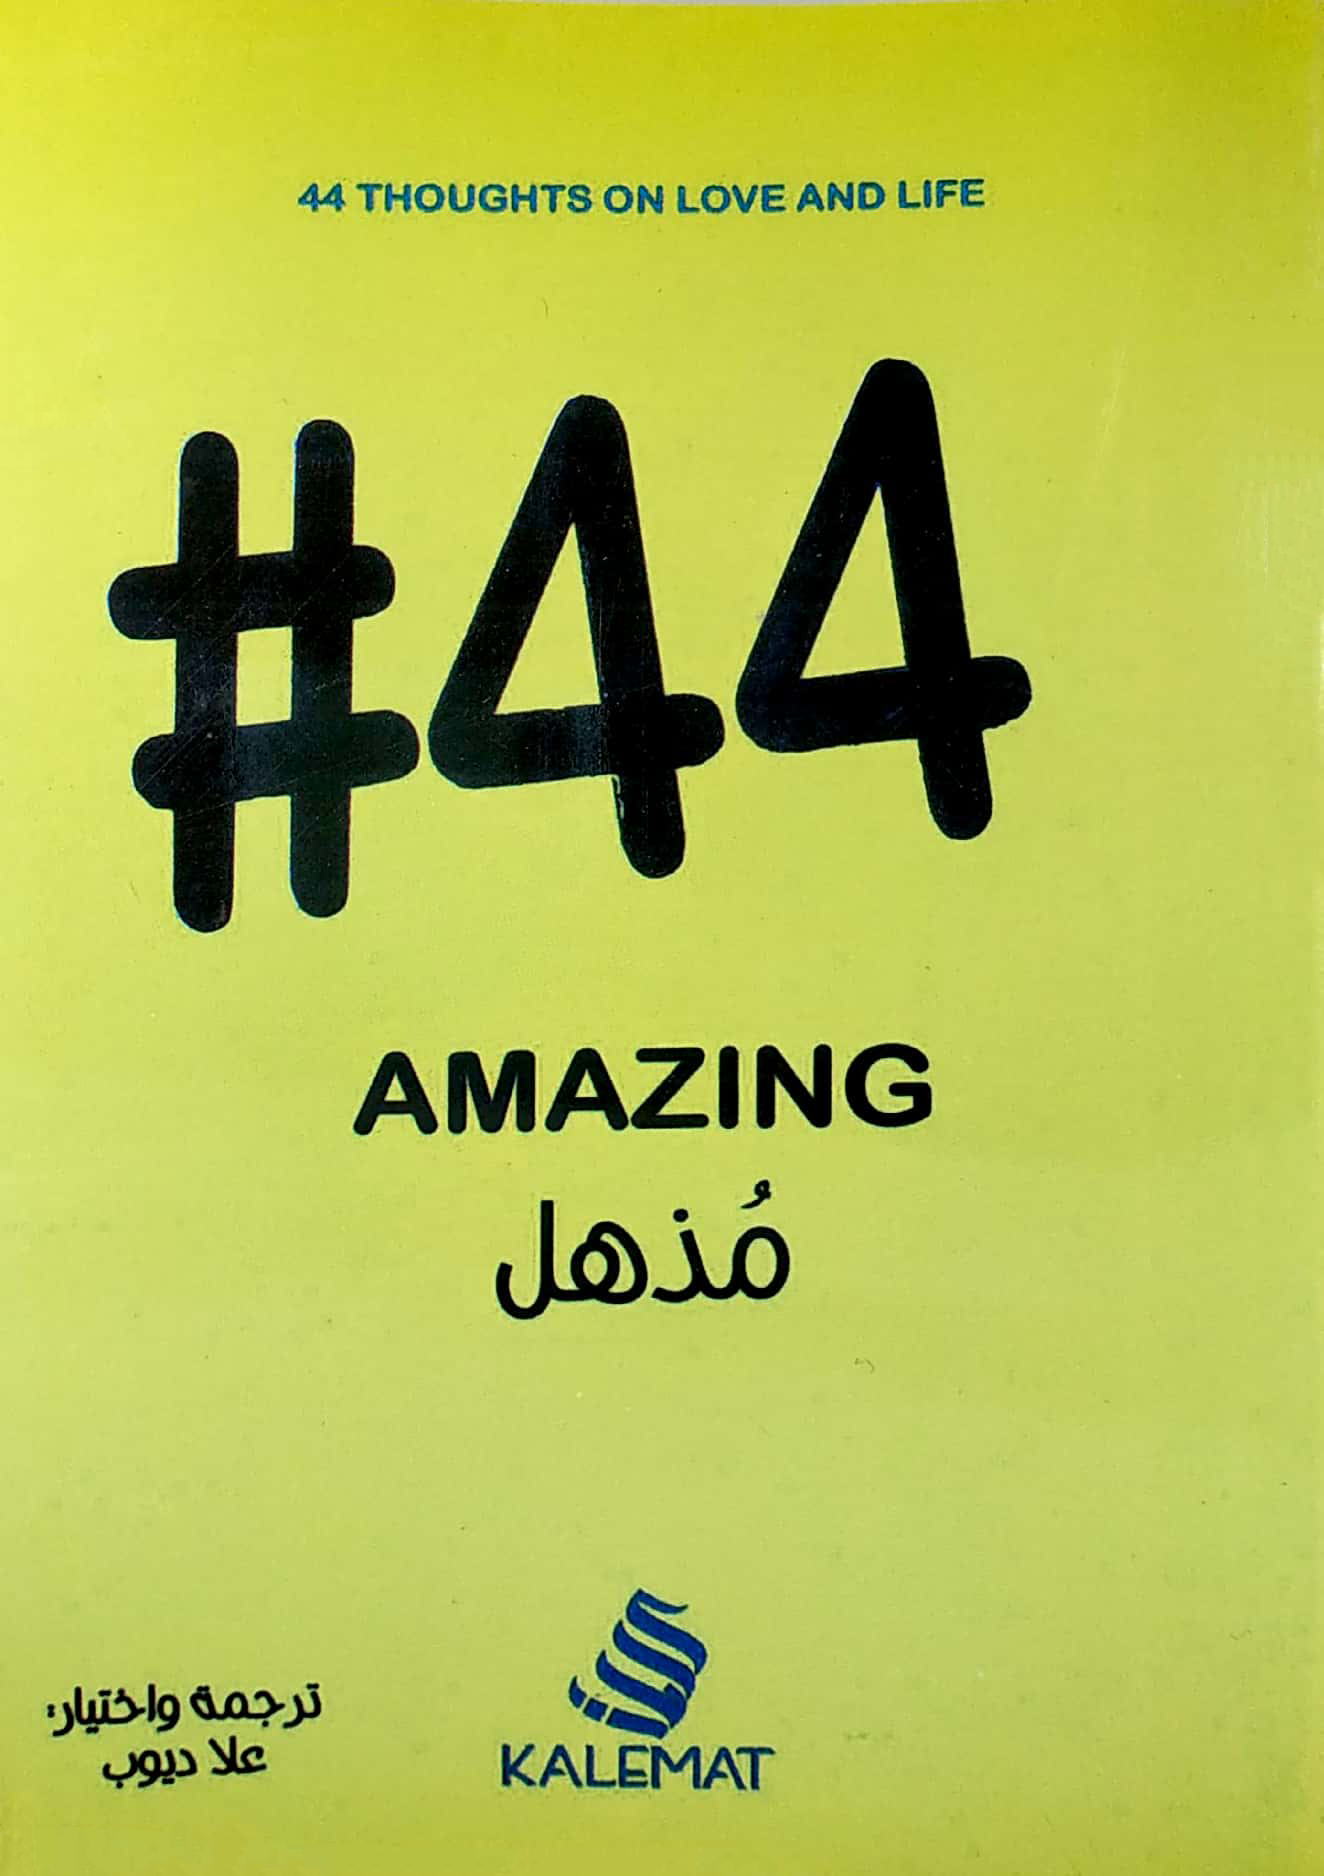 44 THOUGHTS ON LOVE AND LIFE
#44
AMAZING
مُذهل
ترجمة واختيار:
علا ديوب
KALEMAT